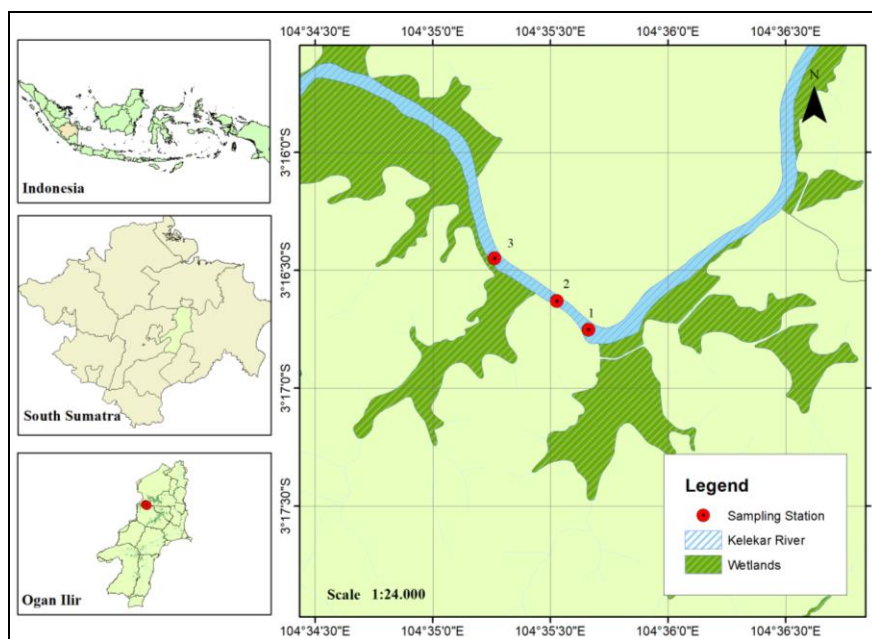 Indonesia
South Sumatra
Ogan Ilir
104°34'30"E 104°35'0"E 104°35'30"E 104°36'0"E 104°36'30"E
N
3°16'0"S
3
3°16'30"S
2
1
3°17'0"S
3°17'30"S
Legend
Sampling Station
Kelekar River
Wetlands
Scale 1:24.000
104°34'30"E 104°35'0"E 104°35'30"E 104°36'0"E 104°36'30"E